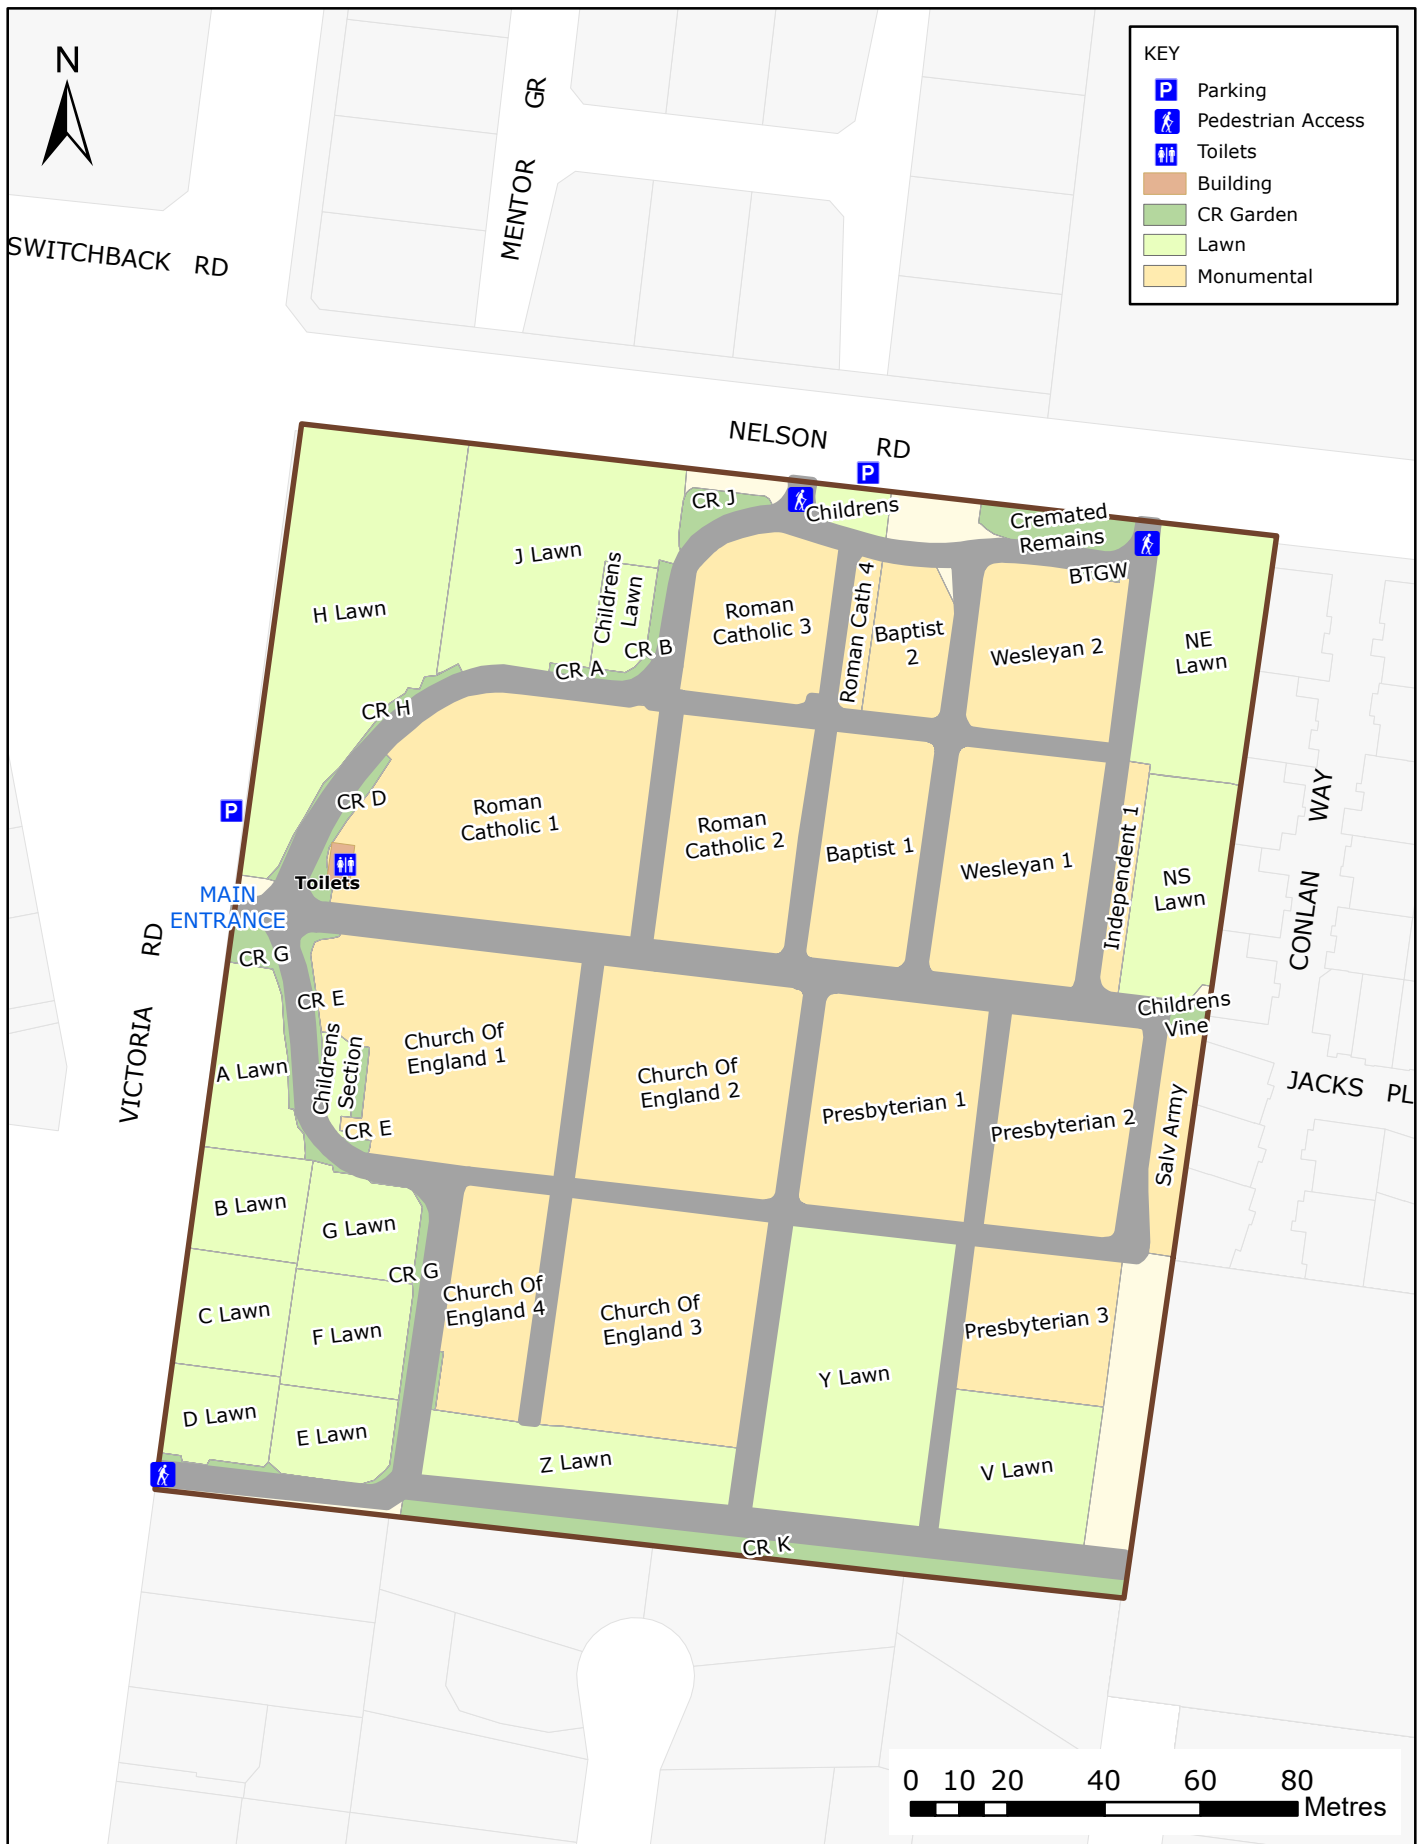 N
KEY
P Parking
Pedestrian Access
Toilets
Building
CR Garden
Lawn
Monumental
MENTOR GR
SWITCHBACK RD
NELSON RD
P
CR J
Childrens
Cremated
Remains
BTGW
J Lawn
Childrens
Lawn
H Lawn
Roman
Catholic 3
Roman Cath 4
Baptist
2
Wesleyan 2
NE
Lawn
CR B
CR A
CR H
CR D
P
Roman
Catholic 1
Roman
Catholic 2
Baptist 1
Wesleyan 1
Independent 1
NS
Lawn
CONLAN WAY
Toilets
MAIN
ENTRANCE
VICTORIA RD
CR G
CR E
Childrens
Vine
Childrens
Section
Church Of
England 1
Church Of
England 2
A Lawn
Presbyterian 1
Presbyterian 2
Salv Army
JACKS PL
CR E
B Lawn
G Lawn
CR G
Church Of
England 4
Church Of
England 3
C Lawn
F Lawn
Presbyterian 3
Y Lawn
D Lawn
E Lawn
Z Lawn
V Lawn
CR K
0 10 20 40 60 80
Metres